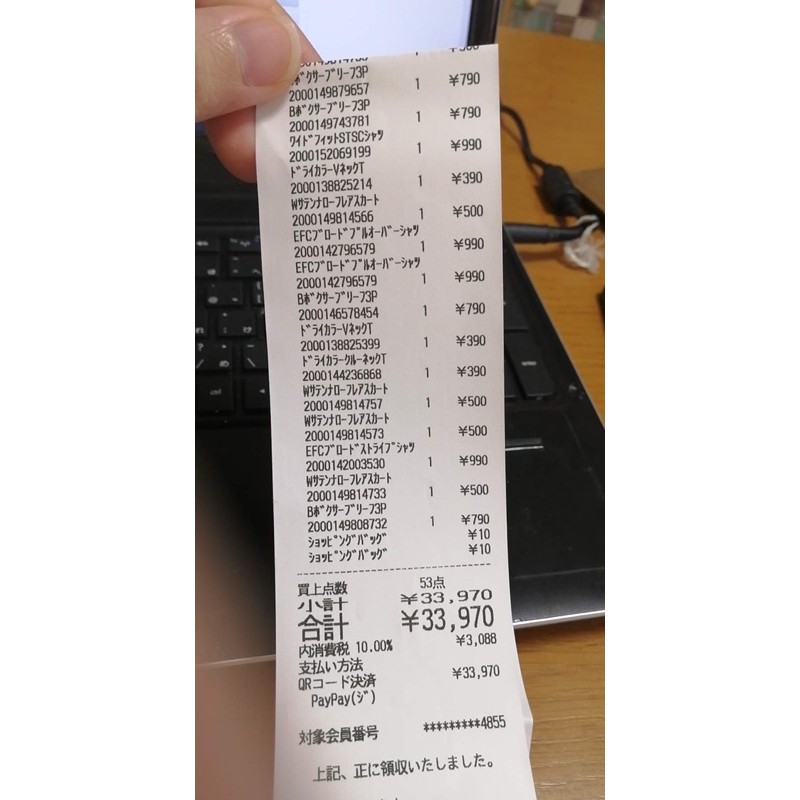 ¥500
Bボクサーブリーフ3P
2000149879657 1 ¥790
Bボクサーブリーフ3P
2000149743781 1 ¥790
ワイドフィットSTSCシャツ
2000152069199 1 ¥990
ドライカラーVネックT
2000138825214 1 ¥390
Wサテンナローフレアスカート
2000149814566 1 ¥500
EFCブロードプルオーバーシャツ
2000142796579 1 ¥990
EFCブロードプルオーバーシャツ
2000142796579 1 ¥990
Bボクサーブリーフ3P
2000146578454 1 ¥790
ドライカラーVネックT
2000138825399 1 ¥390
ドライカラークルーネックT
2000144236868 1 ¥390
Wサテンナローフレアスカート
2000149814757 1 ¥500
Wサテンナローフレアスカート
2000149814573 1 ¥500
EFCブロードストライプシャツ
2000142003530 1 ¥990
Wサテンナローフレアスカート
2000149814733 1 ¥500
Bボクサーブリーフ3P
2000149808732 1 ¥790
ショッピングバッグ ¥10
ショッピングバッグ ¥10
買上点数 53点
小計 ¥33,970
合計 ¥33,970
内消費税 10.00% ¥3,088
支払い方法
QRコード決済 ¥33,970
PayPay(ジ)
対象会員番号 *********4855
上記、正に領収いたしました。